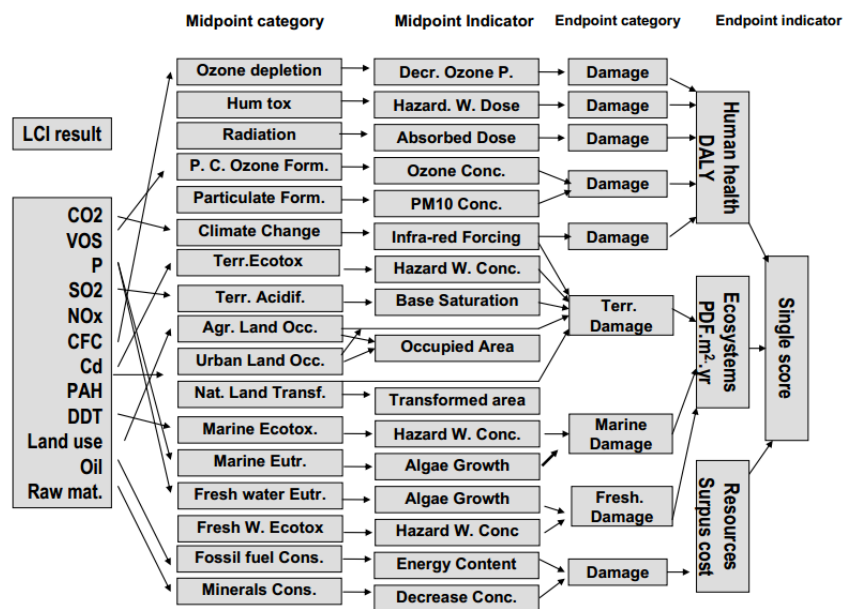 Midpoint category
Midpoint Indicator
Endpoint category
Endpoint indicator
LCI result
CO2
VOS
P
SO2
NOx
CFC
Cd
PAH
DDT
Land use
Oil
Raw mat.
Ozone depletion
Hum tox
Radiation
P. C. Ozone Form.
Particulate Form.
Climate Change
Terr.Ecotox
Terr. Acidif.
Agr. Land Occ.
Urban Land Occ.
Nat. Land Transf.
Marine Ecotox.
Marine Eutr.
Fresh water Eutr.
Fresh W. Ecotox
Fossil fuel Cons.
Minerals Cons.
Decr. Ozone P.
Hazard. W. Dose
Absorbed Dose
Ozone Conc.
PM10 Conc.
Infra-red Forcing
Hazard W. Conc.
Base Saturation
Occupied Area
Transformed area
Hazard W. Conc.
Algae Growth
Algae Growth
Hazard W. Conc
Energy Content
Decrease Conc.
Damage
Damage
Damage
Damage
Damage
Terr.
Damage
Marine
Damage
Fresh.
Damage
Damage
Human health
DALY
Ecosystems
PDF.m².yr
Resources
Surpus cost
Single score